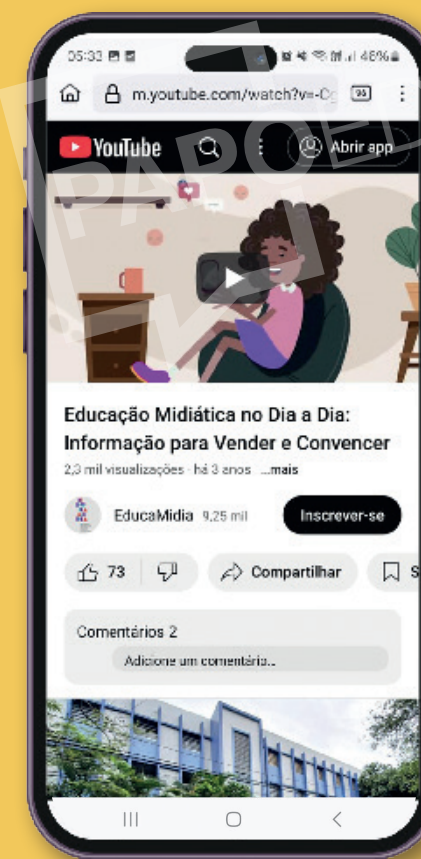 05:33
46%
m.youtube.com/watch?v=-
96
YouTube
Abrir app
PAPOED
Educação Midiática no Dia a Dia:
Informação para Vender e Convencer
2,3 mil visualizações · há 3 anos ...mais
EducaMidia 9,25 mil
Inscrever-se
73
Compartilhar
S
Comentários 2
Adicione um comentário...